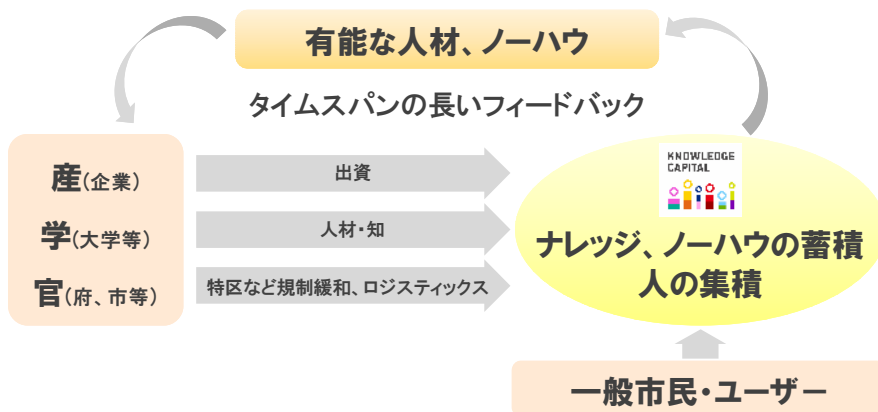 有能な人材、ノーハウ
タイムスパンの長いフィードバック
産(企業)
学(大学等)
官(府、市等)
出資
人材・知
特区など規制緩和、ロジスティックス
KNOWLEDGE
CAPITAL
ナレッジ、ノーハウの蓄積
人の集積
一般市民・ユーザー